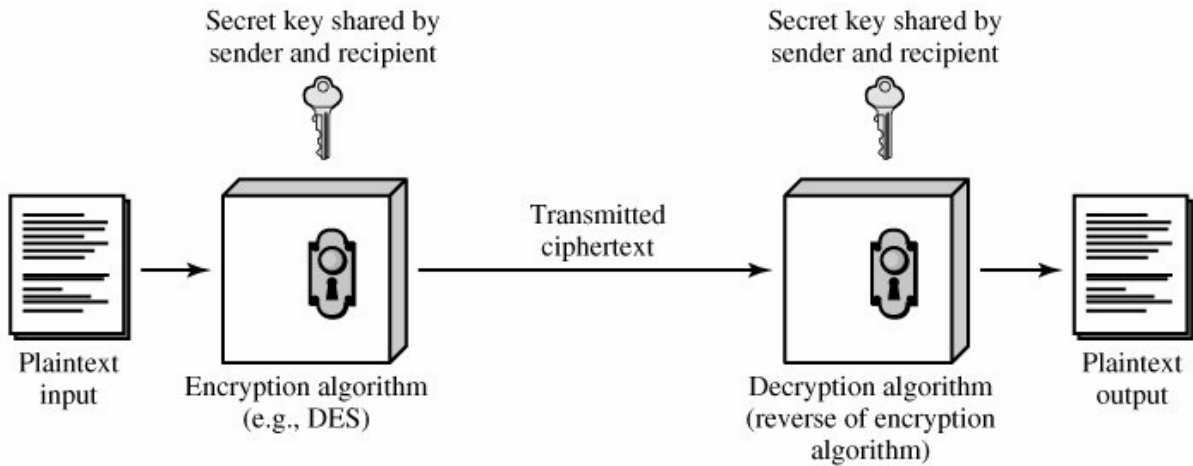 Secret key shared by
sender and recipient
Secret key shared by
sender and recipient
Transmitted
ciphertext
Plaintext
input
Encryption algorithm
(e.g., DES)
Decryption algorithm
(reverse of encryption
algorithm)
Plaintext
output